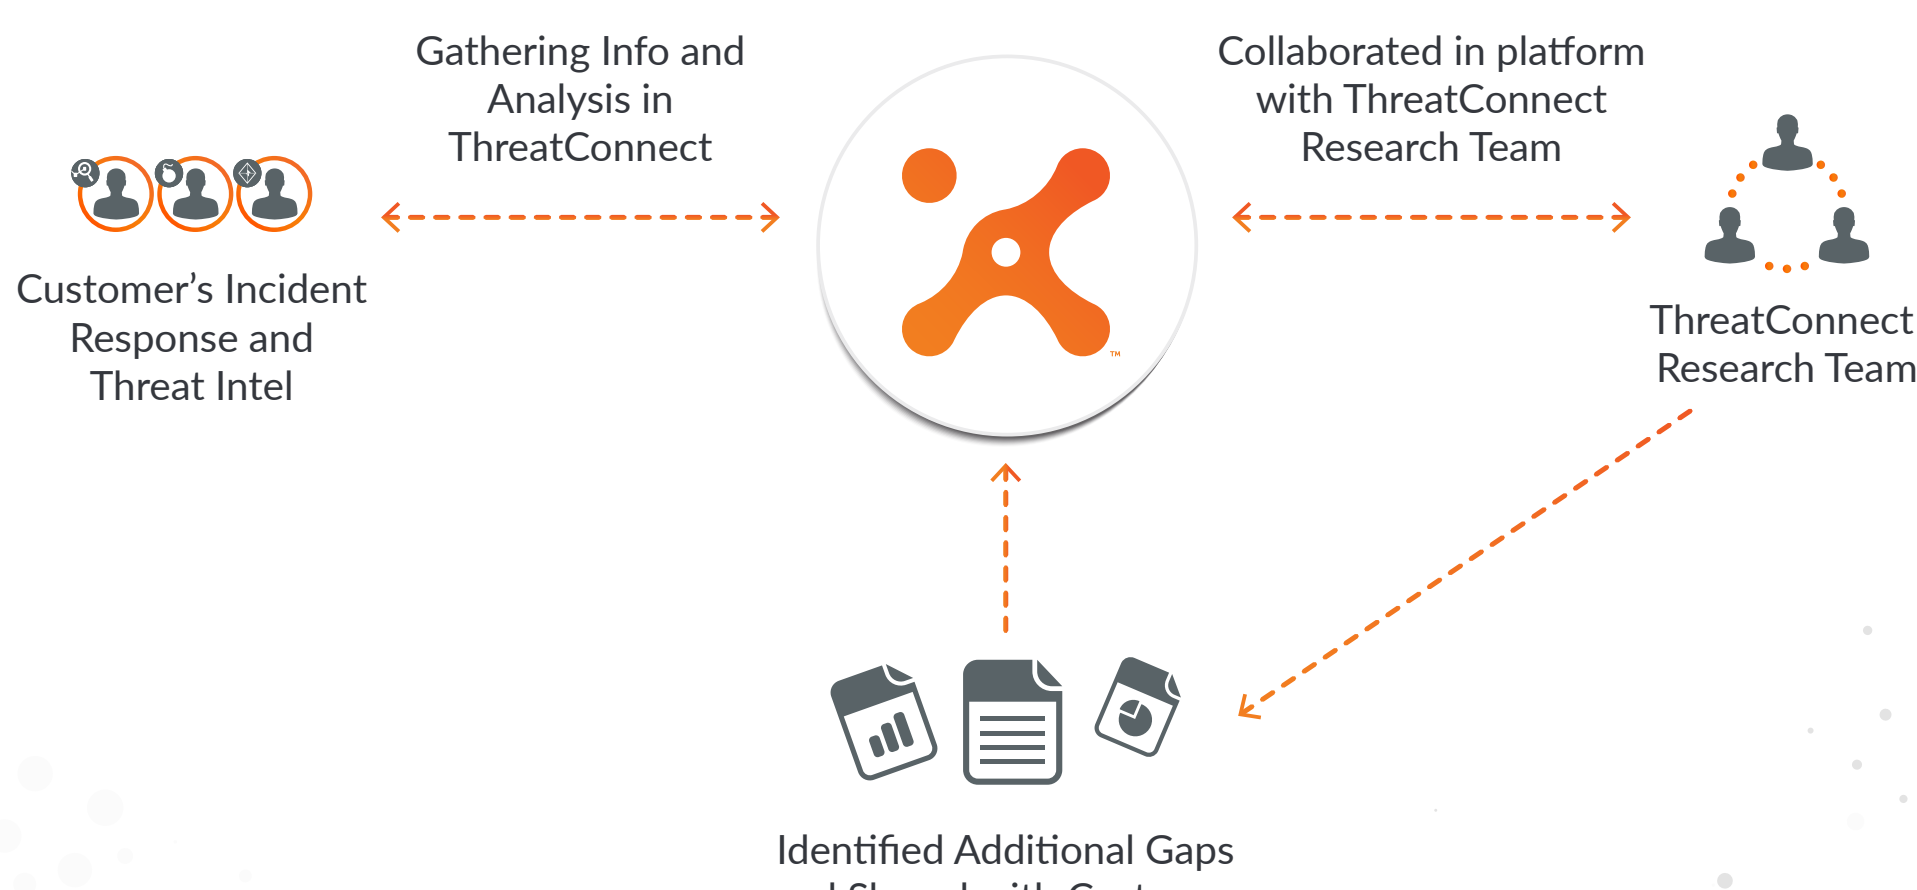 Gathering Info and
Analysis in
ThreatConnect
Collaborated in platform
with ThreatConnect
Research Team
Customer’s Incident
Response and
Threat Intel
TM
ThreatConnect
Research Team
Identified Additional Gaps